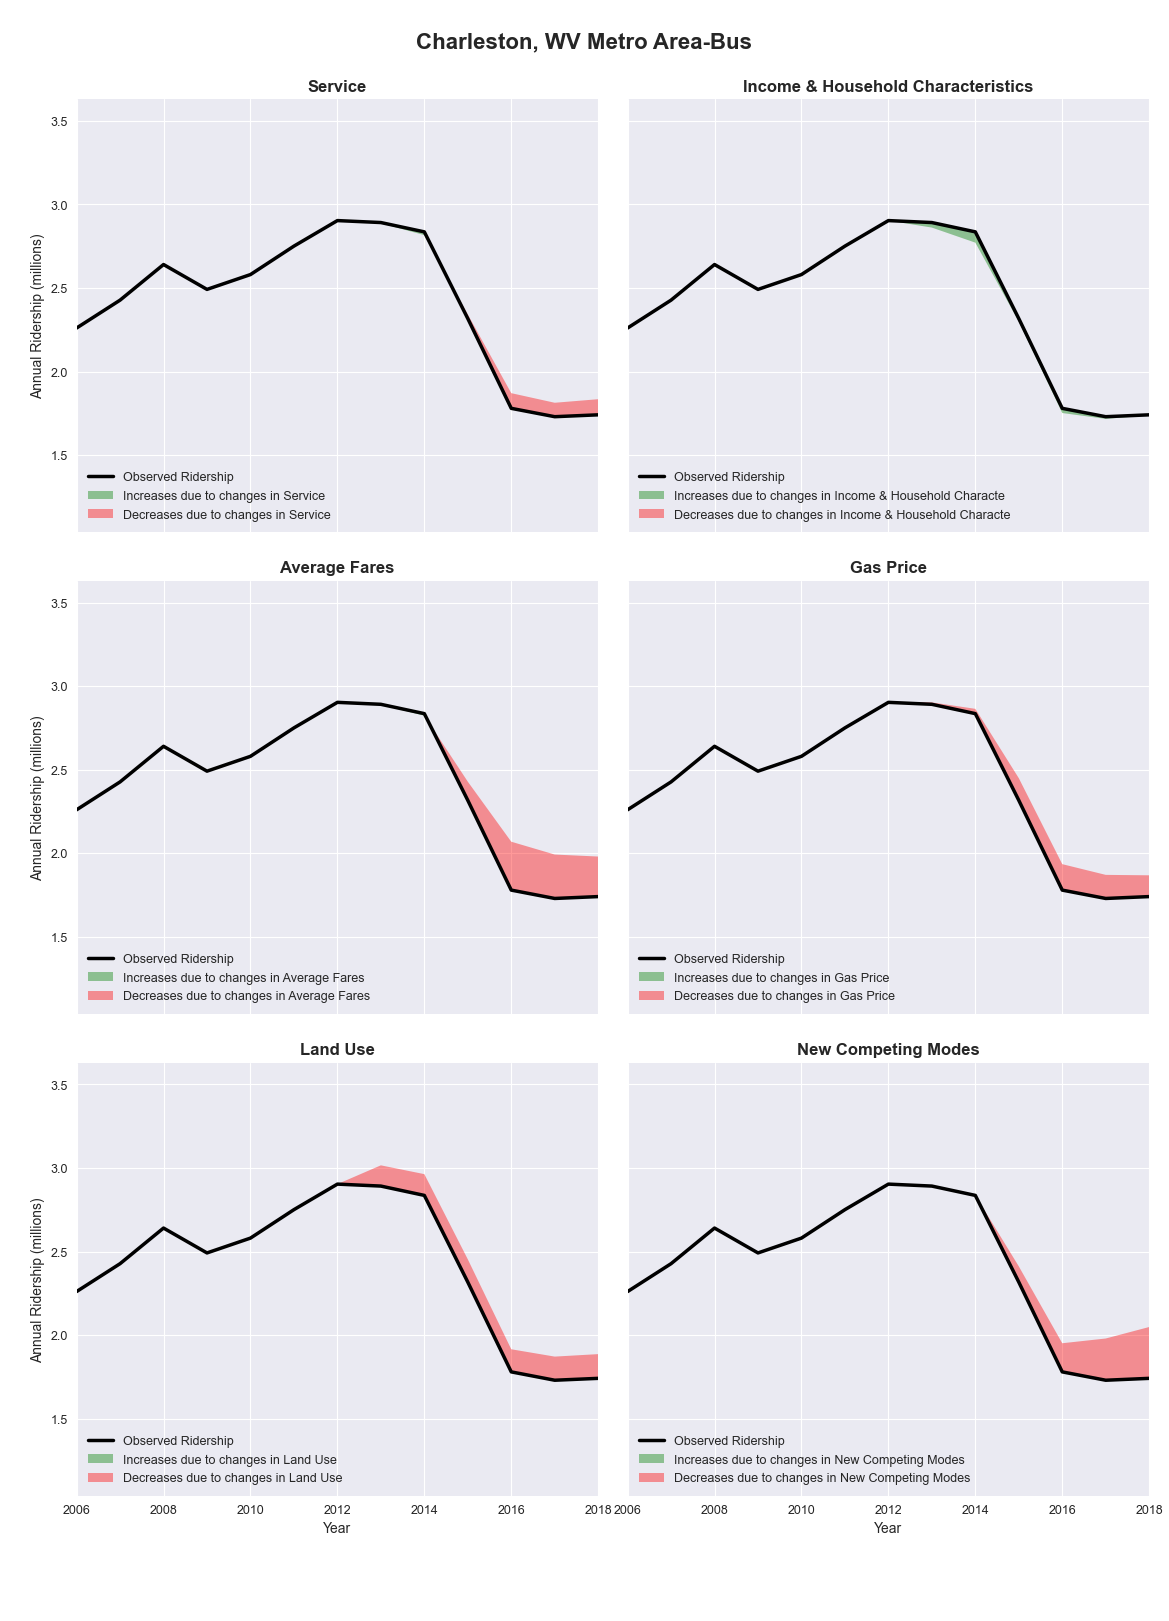 Charleston, WV Metro Area-Bus
Service
Income & Household Characteristics
3.5
3.0
2.5
2.0
1.5
Annual Ridership (millions)
Observed Ridership
Increases due to changes in Service
Decreases due to changes in Service
Observed Ridership
Increases due to changes in Income & Household Characte
Decreases due to changes in Income & Household Characte
Average Fares
Gas Price
3.5
3.0
2.5
2.0
1.5
Annual Ridership (millions)
Observed Ridership
Increases due to changes in Average Fares
Decreases due to changes in Average Fares
Observed Ridership
Increases due to changes in Gas Price
Decreases due to changes in Gas Price
Land Use
New Competing Modes
3.5
3.0
2.5
2.0
1.5
Annual Ridership (millions)
Observed Ridership
Increases due to changes in Land Use
Decreases due to changes in Land Use
Observed Ridership
Increases due to changes in New Competing Modes
Decreases due to changes in New Competing Modes
2006 2008 2010 2012 2014 2016 2018
2006 2008 2010 2012 2014 2016 2018
Year
Year